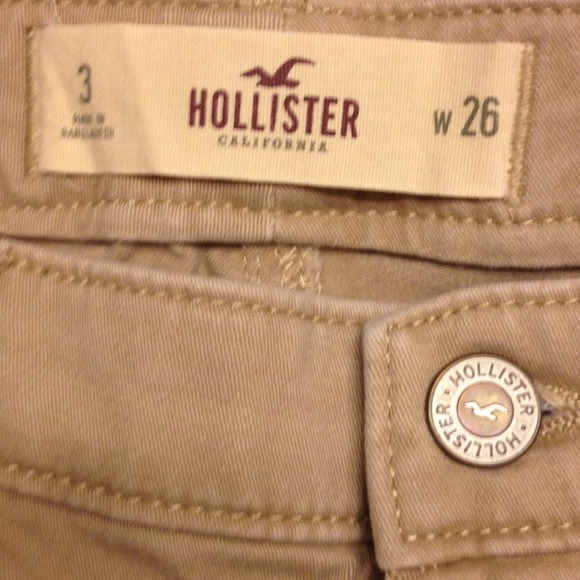 3
MADE IN
BANGLADESH
HOLLISTER
CALIFORNIA
W 26
HOLLISTER • HOLLISTER •